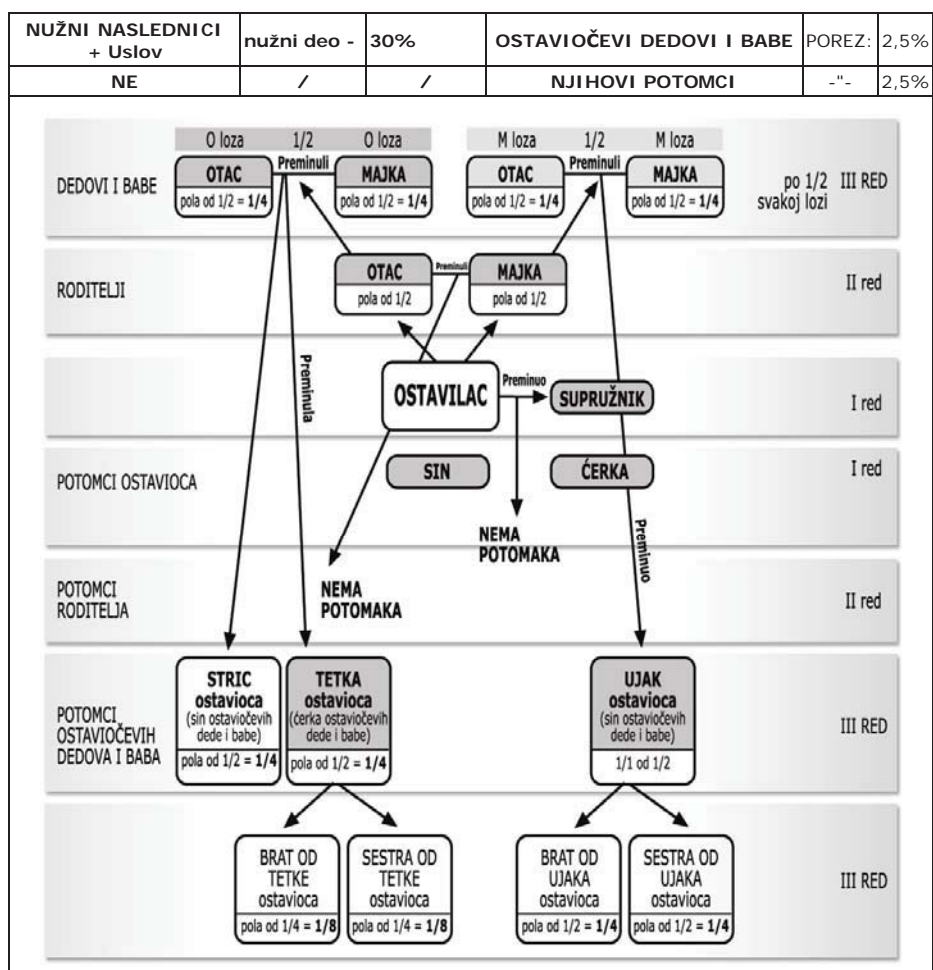 NUŽNI NASLEDNICI + Uslov
nužni deo -
30%
OSTAVIOČEVI DEDOVI I BABE
POREZ:
2,5%
NE
/
/
NJIHOVI POTOMCI
-"-
2,5%
O loza 1/2 O loza
M loza 1/2 M loza
DEDOVI I BABE
OTAC
pola od 1/2 = 1/4
Preminuli
MAJKA
pola od 1/2 = 1/4
OTAC
pola od 1/2 = 1/4
Preminuli
MAJKA
pola od 1/2 = 1/4
po 1/2
svakoj lozi
III RED
RODITELJI
OTAC
pola od 1/2
Preminuli
MAJKA
pola od 1/2
II red
Preminula
OSTAVILAC
Preminuo
SUPRUŽNIK
I red
POTOMCI OSTAVIOCA
SIN
ĆERKA
I red
NEMA
POTOMAKA
Preminuo
POTOMCI
RODITELJA
NEMA
POTOMAKA
II red
POTOMCI
OSTAVIOČEVIH
DEDOVA I BABA
STRIC
ostavioca
(sin ostaviočevih
dede i babe)
pola od 1/2 = 1/4
TETKA
ostavioca
(ćerka ostaviočevih
dede i babe)
pola od 1/2 = 1/4
UJAK
ostavioca
(sin ostaviočevih
dede i babe)
1/1 od 1/2
III RED
BRAT OD
TETKE
ostavioca
pola od 1/4 = 1/8
SESTRA OD
TETKE
ostavioca
pola od 1/4 = 1/8
BRAT OD
UJAKA
ostavioca
pola od 1/2 = 1/4
SESTRA OD
UJAKA
ostavioca
pola od 1/2 = 1/4
III RED